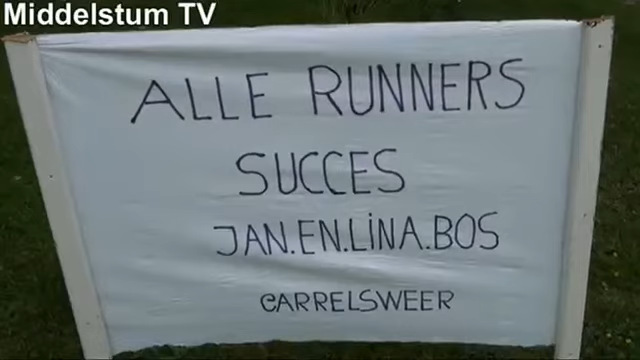 Middelstum TV
ALLE RUNNERS
SUCCES
JAN.EN.LiNA.BOS
CARRELSWEER